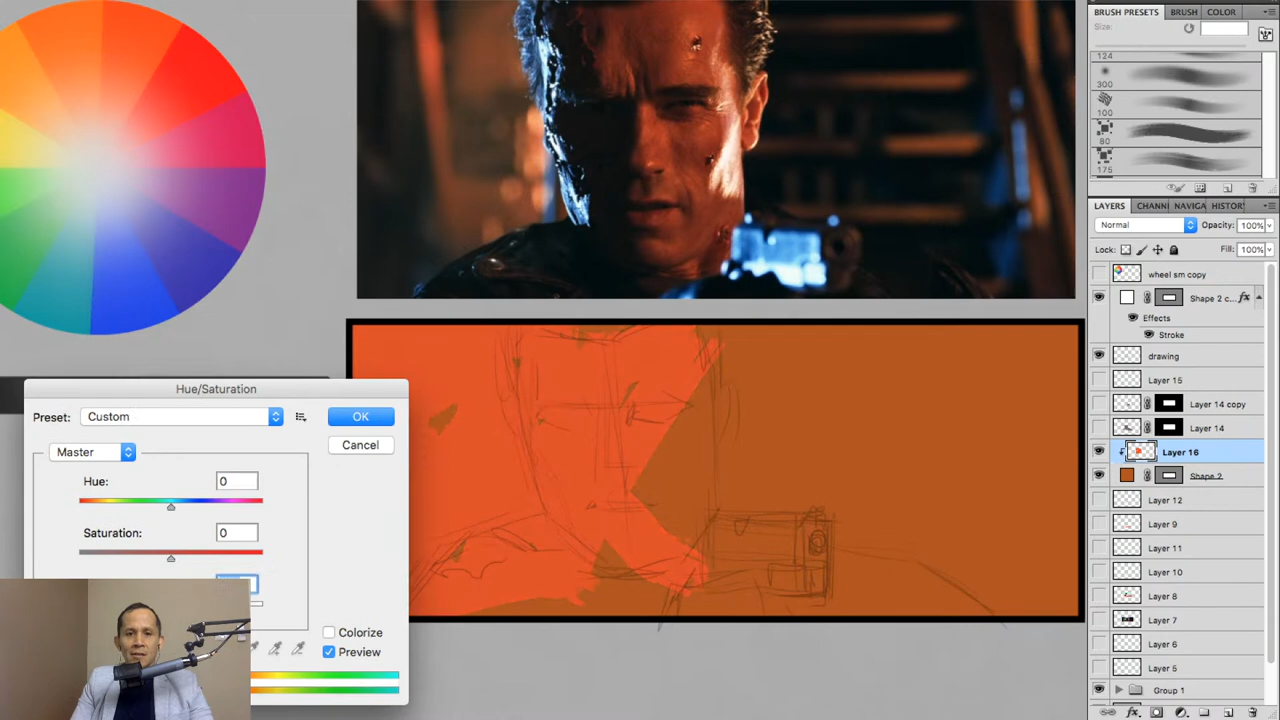 BRUSH PRESETS
BRUSH
COLOR
Size:
124
300
100
80
175
LAYERS
CHANN
NAVIGA
HISTOR
Normal
Opacity: 100%
Lock:
Fill: 100%
wheel sm copy
Shape 2 c... fx
Effects
Stroke
drawing
Layer 15
Layer 14 copy
Layer 14
Layer 16
Shape 2
Layer 12
Layer 9
Layer 11
Layer 10
Layer 8
Layer 7
Layer 6
Layer 5
Group 1
fx
Hue/Saturation
Preset: Custom
OK
Cancel
Master
Hue: 0
Saturation: 0
Colorize
Preview